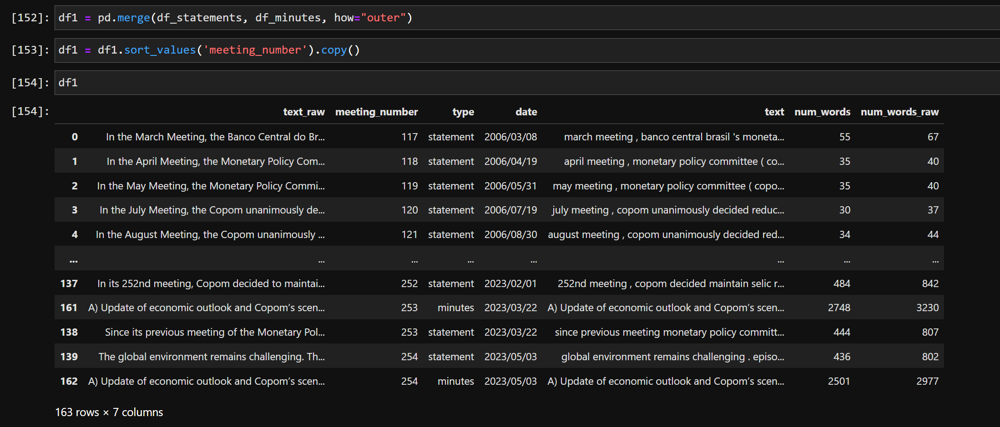 [152]: df1 = pd.merge(df_statements, df_minutes, how="outer")
[153]: df1 = df1.sort_values('meeting_number').copy()
[154]: df1
[154]: text_raw meeting_number type date text num_words num_words_raw
0 In the March Meeting, the Banco Central do Br... 117 statement 2006/03/08 march meeting , banco central brasil 's moneta... 55 67
1 In the April Meeting, the Monetary Policy Com... 118 statement 2006/04/19 april meeting , monetary policy committee ( co... 35 40
2 In the May Meeting, the Monetary Policy Commi... 119 statement 2006/05/31 may meeting , monetary policy committee ( copo... 35 40
3 In the July Meeting, the Copom unanimously de... 120 statement 2006/07/19 july meeting , copom unanimously decided reduc... 30 37
4 In the August Meeting, the Copom unanimously ... 121 statement 2006/08/30 august meeting , copom unanimously decided red... 34 44
... ... ... ... ... ... ... ...
137 In its 252nd meeting, Copom decided to maintai... 252 statement 2023/02/01 252nd meeting , copom decided maintain selic r... 484 842
161 A) Update of economic outlook and Copom’s scen... 253 minutes 2023/03/22 A) Update of economic outlook and Copom’s scen... 2748 3230
138 Since its previous meeting of the Monetary Pol... 253 statement 2023/03/22 since previous meeting monetary policy committ... 444 807
139 The global environment remains challenging. Th... 254 statement 2023/05/03 global environment remains challenging . episo... 436 802
162 A) Update of economic outlook and Copom’s scen... 254 minutes 2023/05/03 A) Update of economic outlook and Copom’s scen... 2501 2977
163 rows × 7 columns